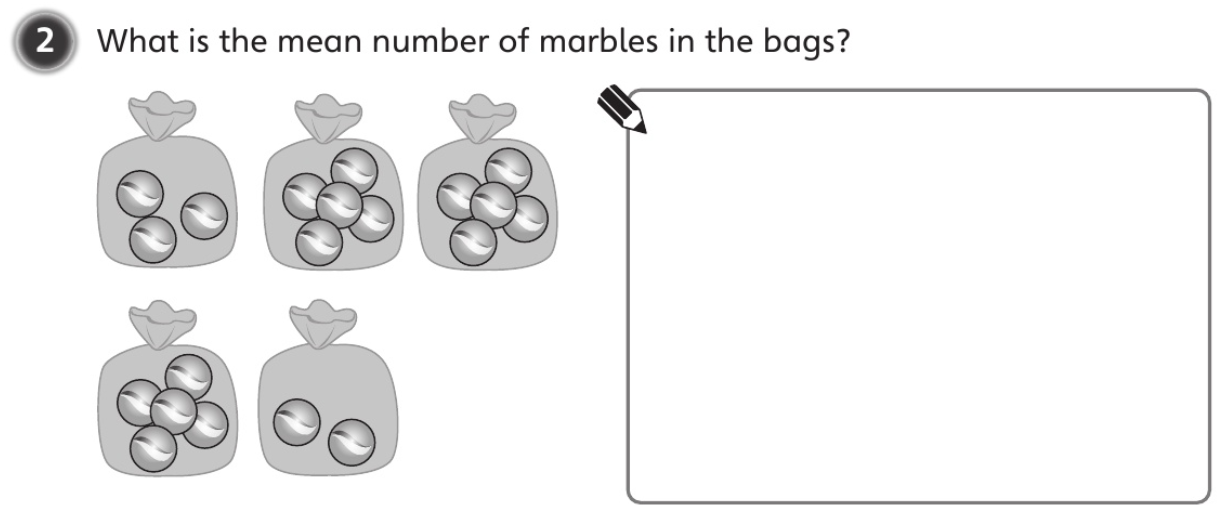 2 What is the mean number of marbles in the bags?